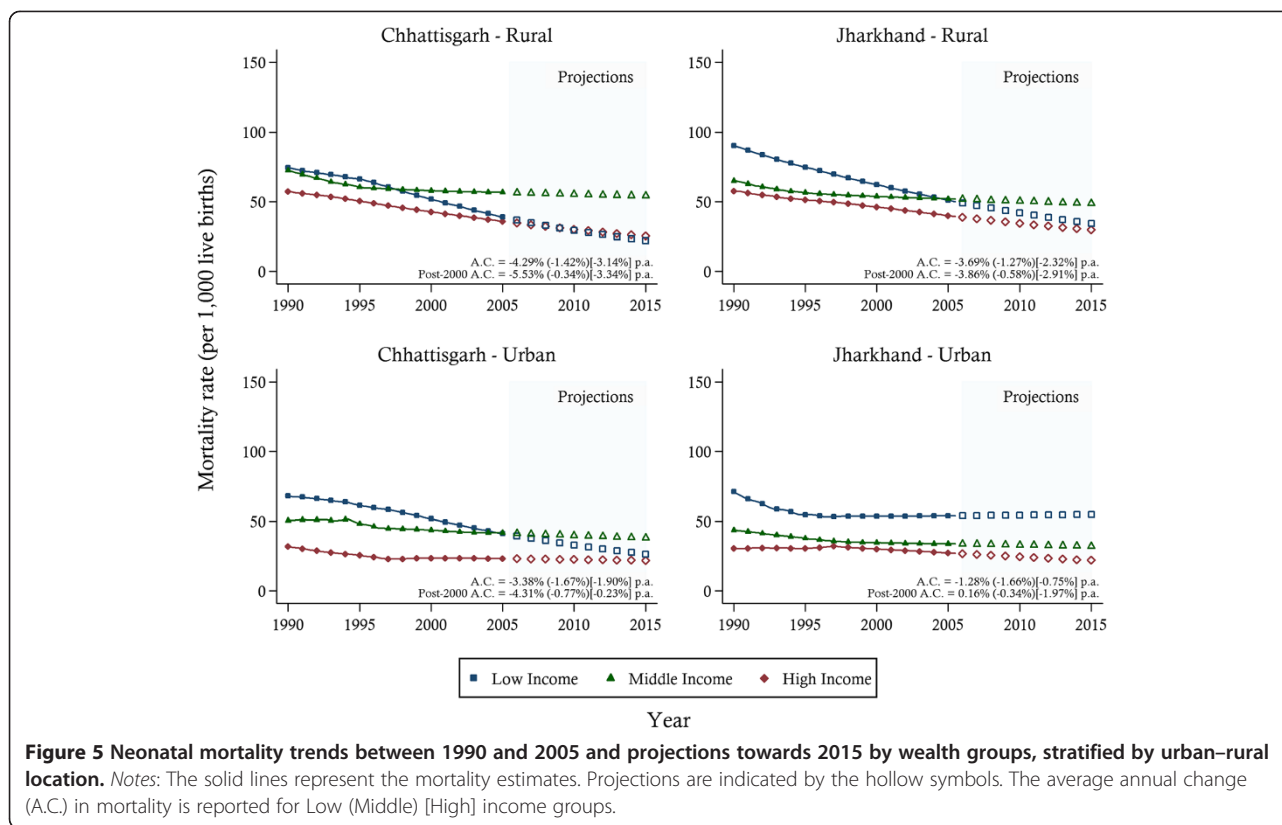 Chhattisgarh - Rural
150
100
50
0
Projections
A.C. = -4.29% (-1.42%)[-3.14%] p.a.
Post-2000 A.C. = -5.53% (-0.34%)[-3.34%] p.a.
1990 1995 2000 2005 2010 2015
Jharkhand - Rural
150
100
50
0
Projections
A.C. = -3.69% (-1.27%)[-2.32%] p.a.
Post-2000 A.C. = -3.86% (-0.58%)[-2.91%] p.a.
1990 1995 2000 2005 2010 2015
Mortality rate (per 1,000 live births)
Chhattisgarh - Urban
150
100
50
0
Projections
A.C. = -3.38% (-1.67%)[-1.90%] p.a.
Post-2000 A.C. = -4.31% (-0.77%)[-0.23%] p.a.
1990 1995 2000 2005 2010 2015
Jharkhand - Urban
150
100
50
0
Projections
A.C. = -1.28% (-1.66%)[-0.75%] p.a.
Post-2000 A.C. = 0.16% (-0.34%)[-1.97%] p.a.
1990 1995 2000 2005 2010 2015
Low Income Middle Income High Income
Year
Figure 5 Neonatal mortality trends between 1990 and 2005 and projections towards 2015 by wealth groups, stratified by urban–rural
location. Notes: The solid lines represent the mortality estimates. Projections are indicated by the hollow symbols. The average annual change
(A.C.) in mortality is reported for Low (Middle) [High] income groups.